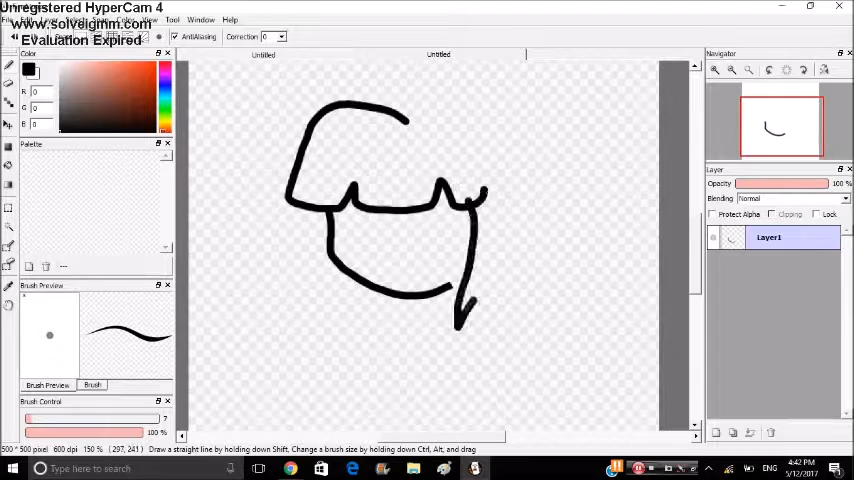 Unregistered HyperCam 4
File Edit Layer Select Snap Color View Tool Window Help
www.solveigmm.com
Evaluation Expired
AntiAliasing Correction 0
Color
Untitled Untitled
Navigator
R 0
G 0
B 0
Palette
Layer
Opacity 100 %
Blending Normal
Protect Alpha Clipping Lock
Layer1
---
Brush Preview
Brush Preview Brush
Brush Control
7
100 %
500 * 500 pixel 600 dpi 150 % (297, 241) Draw a straight line by holding down Shift, Change a brush size by holding down Ctrl, Alt, and drag
Type here to search
ENG
4:42 PM
5/12/2017